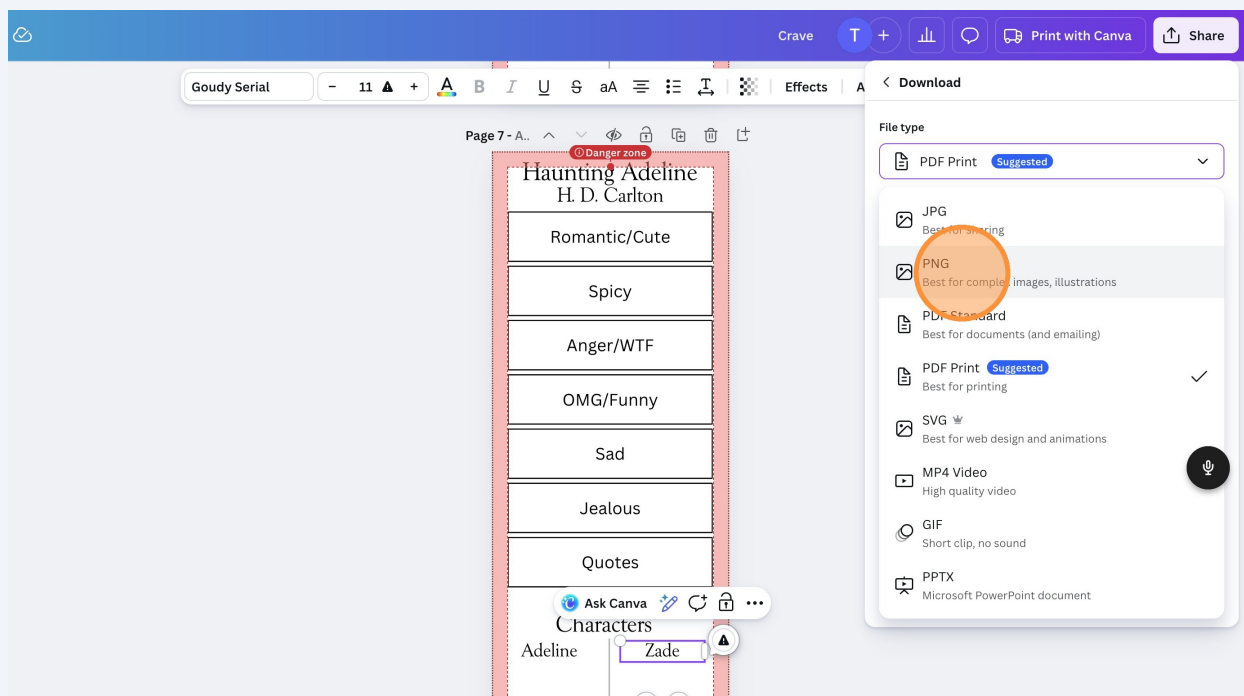 Crave
T
+
Print with Canva
Share
Goudy Serial
− 11 +
A
B
I
U
S
aA
Effects
A
Download
File type
PDF Print Suggested
JPG
Best for sharing
PNG
Best for complex images, illustrations
PDF Standard
Best for documents (and emailing)
PDF Print Suggested
Best for printing
SVG
Best for web design and animations
MP4 Video
High quality video
GIF
Short clip, no sound
PPTX
Microsoft PowerPoint document
Page 7 - A..
Danger zone
Haunting Adeline
H. D. Carlton
Romantic/Cute
Spicy
Anger/WTF
OMG/Funny
Sad
Jealous
Quotes
Ask Canva
Characters
Adeline
Zade